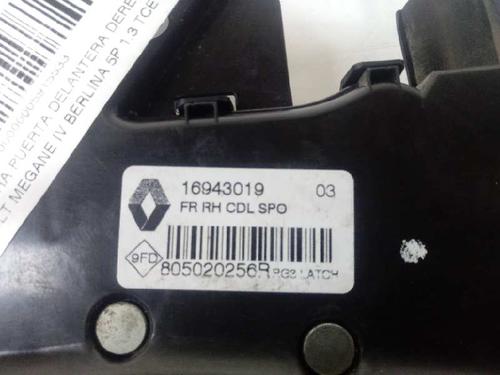 PUERTA DELANTERA DERE
LT MEGANE IV BERLINA 5P 1.3 TCE
16943019 03
FR RH CDL SPO
9FD
805020256R PG3 LATCH